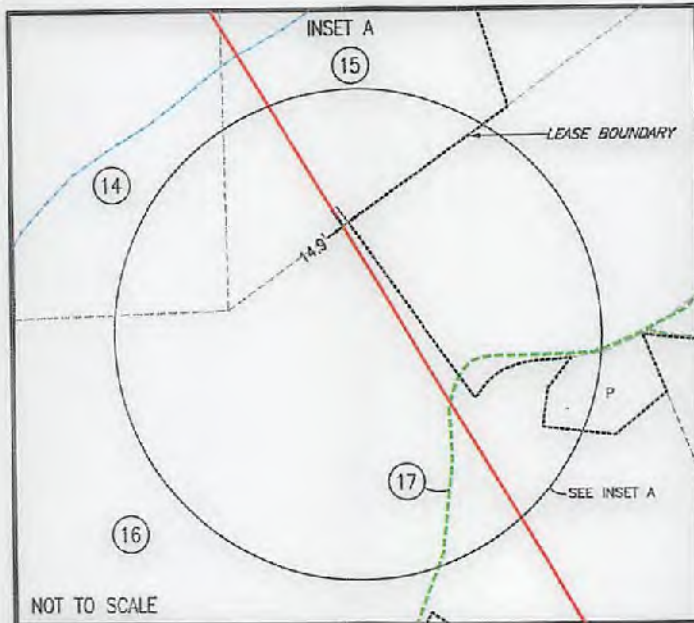 INSET A
15
LEASE BOUNDARY
14
14.9'
P
17
SEE INSET A
16
NOT TO SCALE